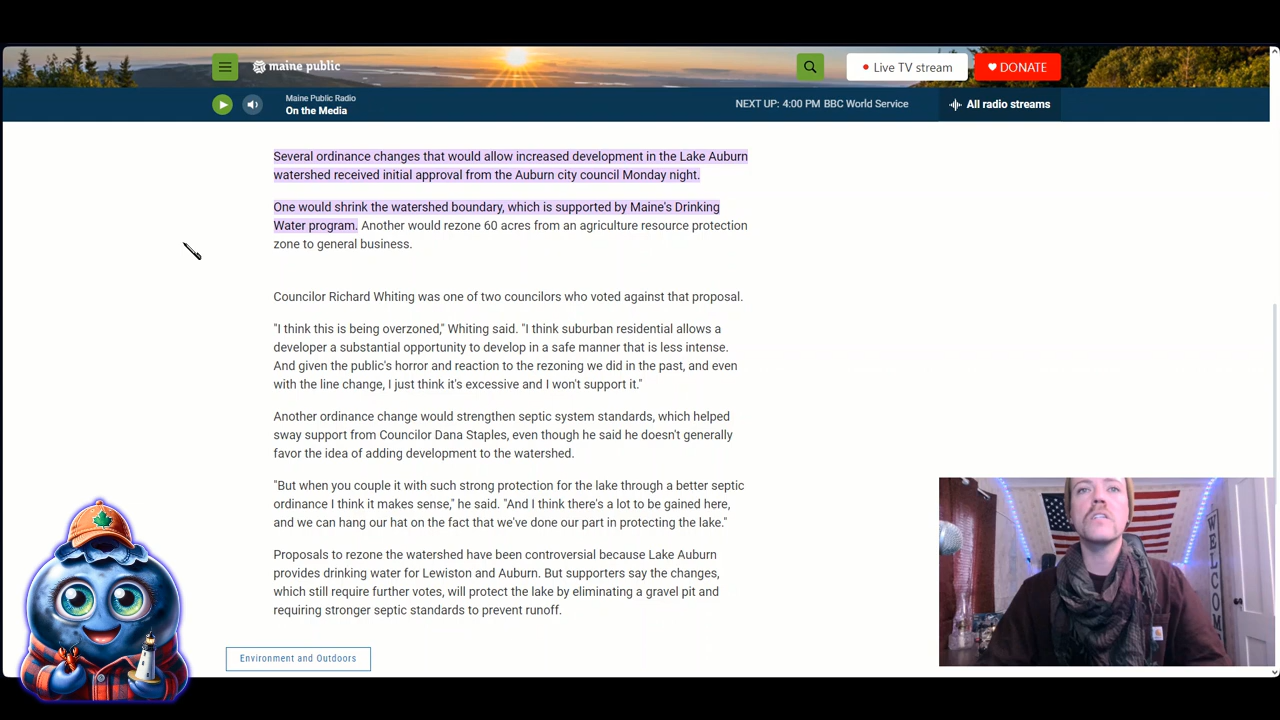 maine public
Live TV stream
DONATE
Maine Public Radio
On the Media
NEXT UP: 4:00 PM BBC World Service
All radio streams
Several ordinance changes that would allow increased development in the Lake Auburn
watershed received initial approval from the Auburn city council Monday night.
One would shrink the watershed boundary, which is supported by Maine's Drinking
Water program. Another would rezone 60 acres from an agriculture resource protection
zone to general business.
Councilor Richard Whiting was one of two councilors who voted against that proposal.
"I think this is being overzoned," Whiting said. "I think suburban residential allows a
developer a substantial opportunity to develop in a safe manner that is less intense.
And given the public's horror and reaction to the rezoning we did in the past, and even
with the line change, I just think it's excessive and I won't support it."
Another ordinance change would strengthen septic system standards, which helped
sway support from Councilor Dana Staples, even though he said he doesn't generally
favor the idea of adding development to the watershed.
"But when you couple it with such strong protection for the lake through a better septic
ordinance I think it makes sense," he said. "And I think there's a lot to be gained here,
and we can hang our hat on the fact that we've done our part in protecting the lake."
Proposals to rezone the watershed have been controversial because Lake Auburn
provides drinking water for Lewiston and Auburn. But supporters say the changes,
which still require further votes, will protect the lake by eliminating a gravel pit and
requiring stronger septic standards to prevent runoff.
Environment and Outdoors
WELCOME